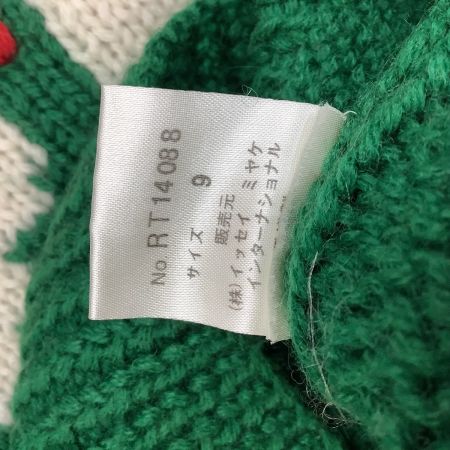 No RT14088
サイズ 9
販売元
(株)イッセイ ミヤケ
インターナショナル